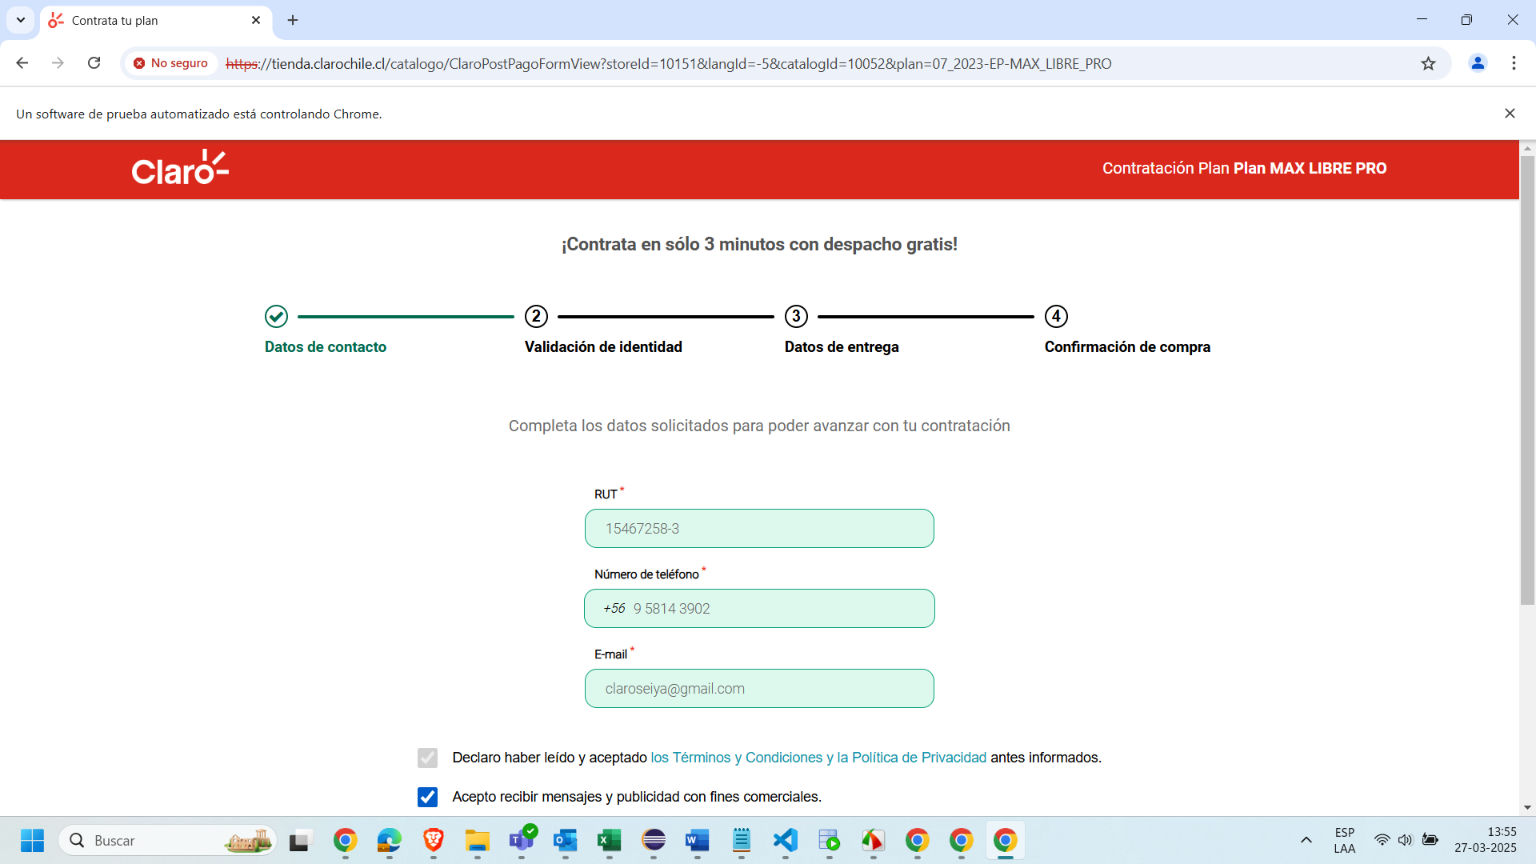 Contrata tu plan
No seguro
https://tienda.clarochile.cl/catalogo/ClaroPostPagoFormView?storeId=10151&langId=-5&catalogId=10052&plan=07_2023-EP-MAX_LIBRE_PRO
Un software de prueba automatizado está controlando Chrome.
Claro
Contratación Plan Plan MAX LIBRE PRO
¡Contrata en sólo 3 minutos con despacho gratis!
2
3
4
Datos de contacto
Validación de identidad
Datos de entrega
Confirmación de compra
Completa los datos solicitados para poder avanzar con tu contratación
RUT *
15467258-3
Número de teléfono *
+56 9 5814 3902
E-mail *
claroseiya@gmail.com
Declaro haber leído y aceptado los Términos y Condiciones y la Política de Privacidad antes informados.
Acepto recibir mensajes y publicidad con fines comerciales.
Buscar
ESP
LAA
13:55
27-03-2025